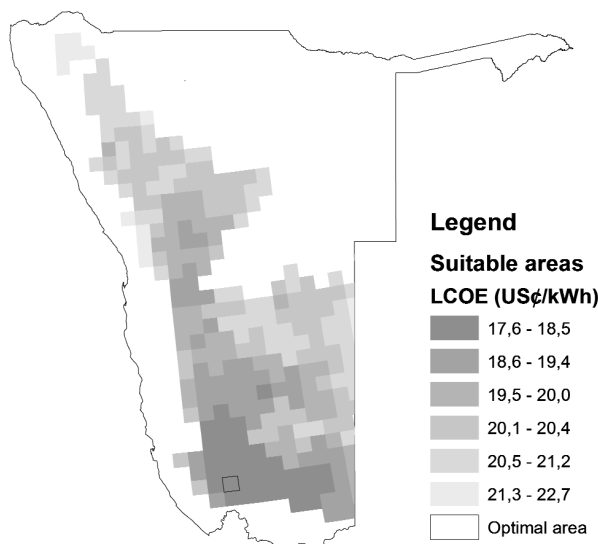 Legend
Suitable areas
LCOE (US¢/kWh)
17,6 - 18,5
18,6 - 19,4
19,5 - 20,0
20,1 - 20,4
20,5 - 21,2
21,3 - 22,7
Optimal area